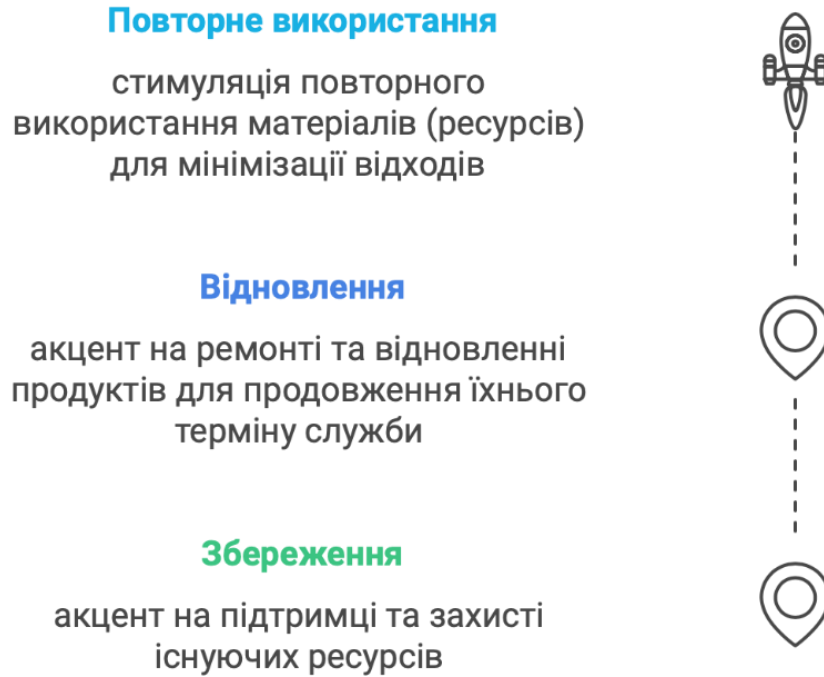 Повторне використання
стимуляція повторного
використання матеріалів (ресурсів)
для мінімізації відходів
Відновлення
акцент на ремонті та відновленні
продуктів для продовження їхнього
терміну служби
Збереження
акцент на підтримці та захисті
існуючих ресурсів